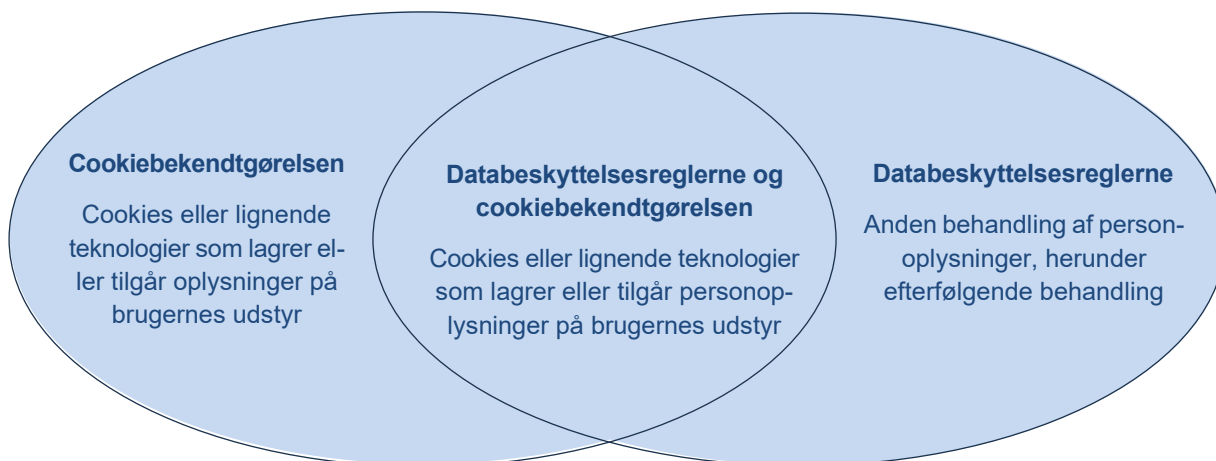 Cookiebekendtgørelsen
Cookies eller lignende
teknologier som lagrer el-
ler tilgår oplysninger på
brugernes udstyr
Databeskyttelsesreglerne og
cookiebekendtgørelsen
Cookies eller lignende teknologier
som lagrer eller tilgår personop-
lysninger på brugernes udstyr
Databeskyttelsesreglerne
Anden behandling af person-
oplysninger, herunder
efterfølgende behandling